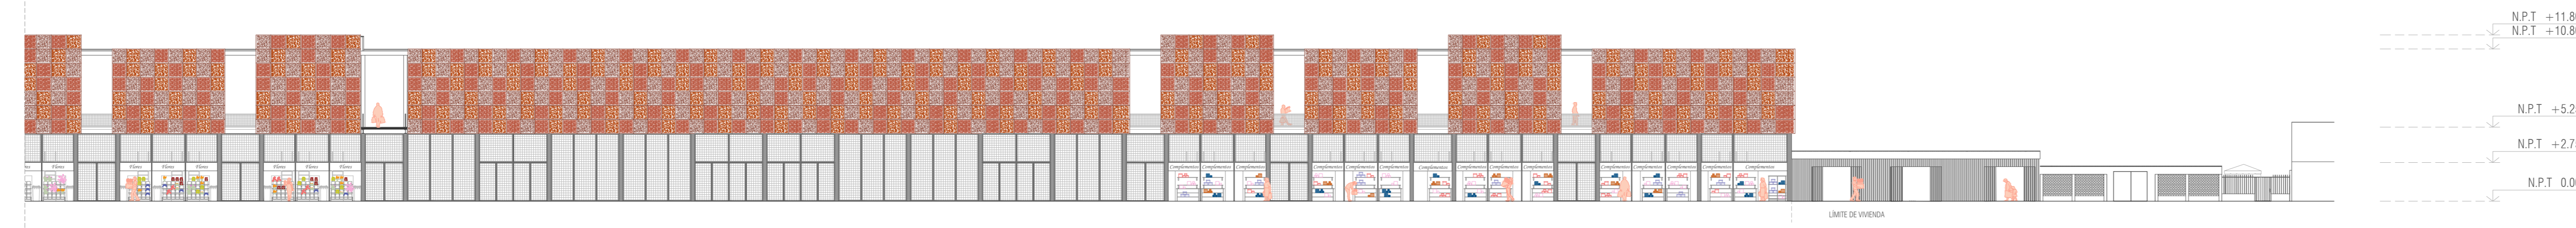 N.P.T +11.8
N.P.T +10.8
N.P.T +5.2
N.P.T +2.7
N.P.T 0.0
Flores Flores Flores Flores Flores Flores Flores Complementos Complementos Complementos Complementos Complementos Complementos Complementos Complementos Complementos Complementos Complementos Complementos Complementos Complementos Complementos
LÍMITE DE VIVIENDA